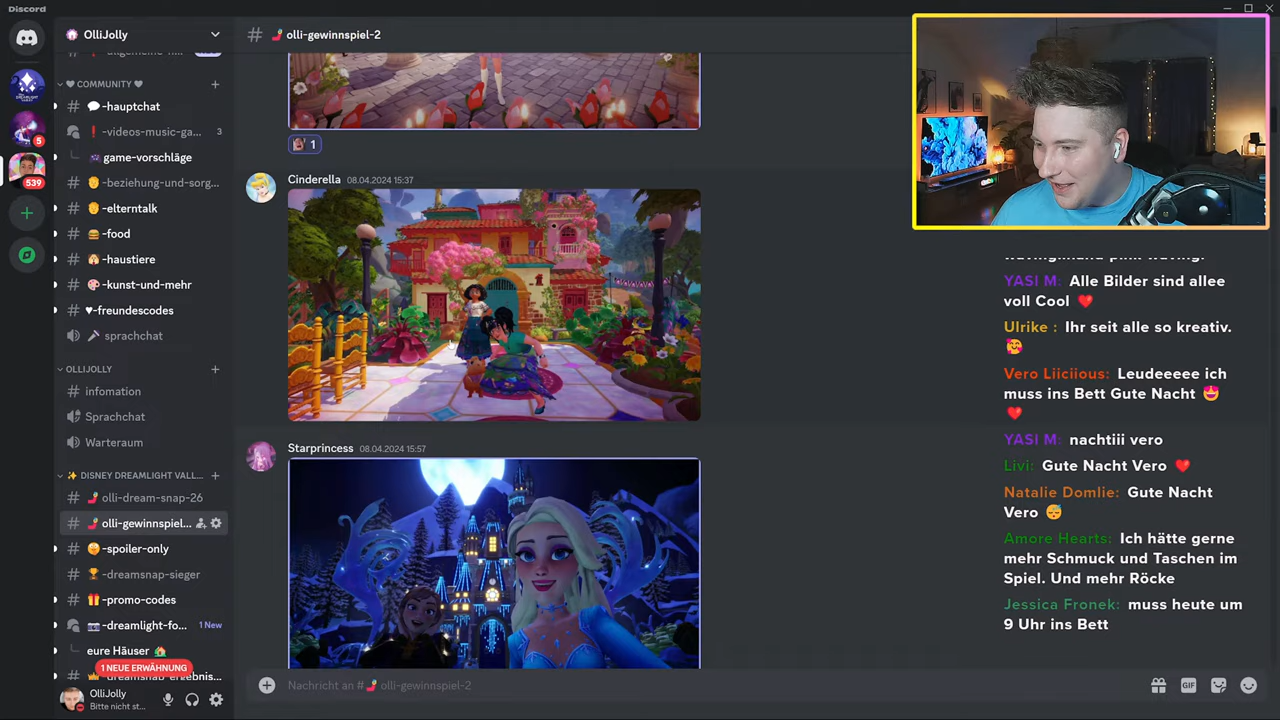 Discord
OlliJolly
# 💃 olli-gewinnspiel-2
🖤 COMMUNITY 🖤
# 💬 -hauptchat
❗ -videos-music-ga... 3
game-vorschläge
# -beziehung-und-sorg...
# -elterntalk
# 🍔 -food
# -haustiere
# 🎨 -kunst-und-mehr
# ♥-freundescodes
sprachchat
OLLIJOLLY
# infomation
Sprachchat
Warteraum
✨ DISNEY DREAMLIGHT VALL...
# 💃 olli-dream-snap-26
# 💃 olli-gewinnspiel...
# -spoiler-only
# 🏆 -dreamsnap-sieger
# 🎁 -promo-codes
📷 -dreamlight-fo... 1 New
eure Häuser 🏠
1 NEUE ERWÄHNUNG
# 👑 -dreamsnap-erlebnis...
5
539
OlliJolly
Bitte nicht st...
1
Cinderella 08.04.2024 15:37
Starprincess 08.04.2024 15:57
Nachricht an # 💃 olli-gewinnspiel-2
GIF
YASI M: Alle Bilder sind allee
voll Cool ❤️
Ulrike : Ihr seit alle so kreativ.
🥰
Vero Liiciious: Leudeeeee ich
muss ins Bett Gute Nacht 😍
❤️
YASI M: nachtiii vero
Livi: Gute Nacht Vero ❤️
Natalie Domlie: Gute Nacht
Vero 😴
Amore Hearts: Ich hätte gerne
mehr Schmuck und Taschen im
Spiel. Und mehr Röcke
Jessica Fronek: muss heute um
9 Uhr ins Bett